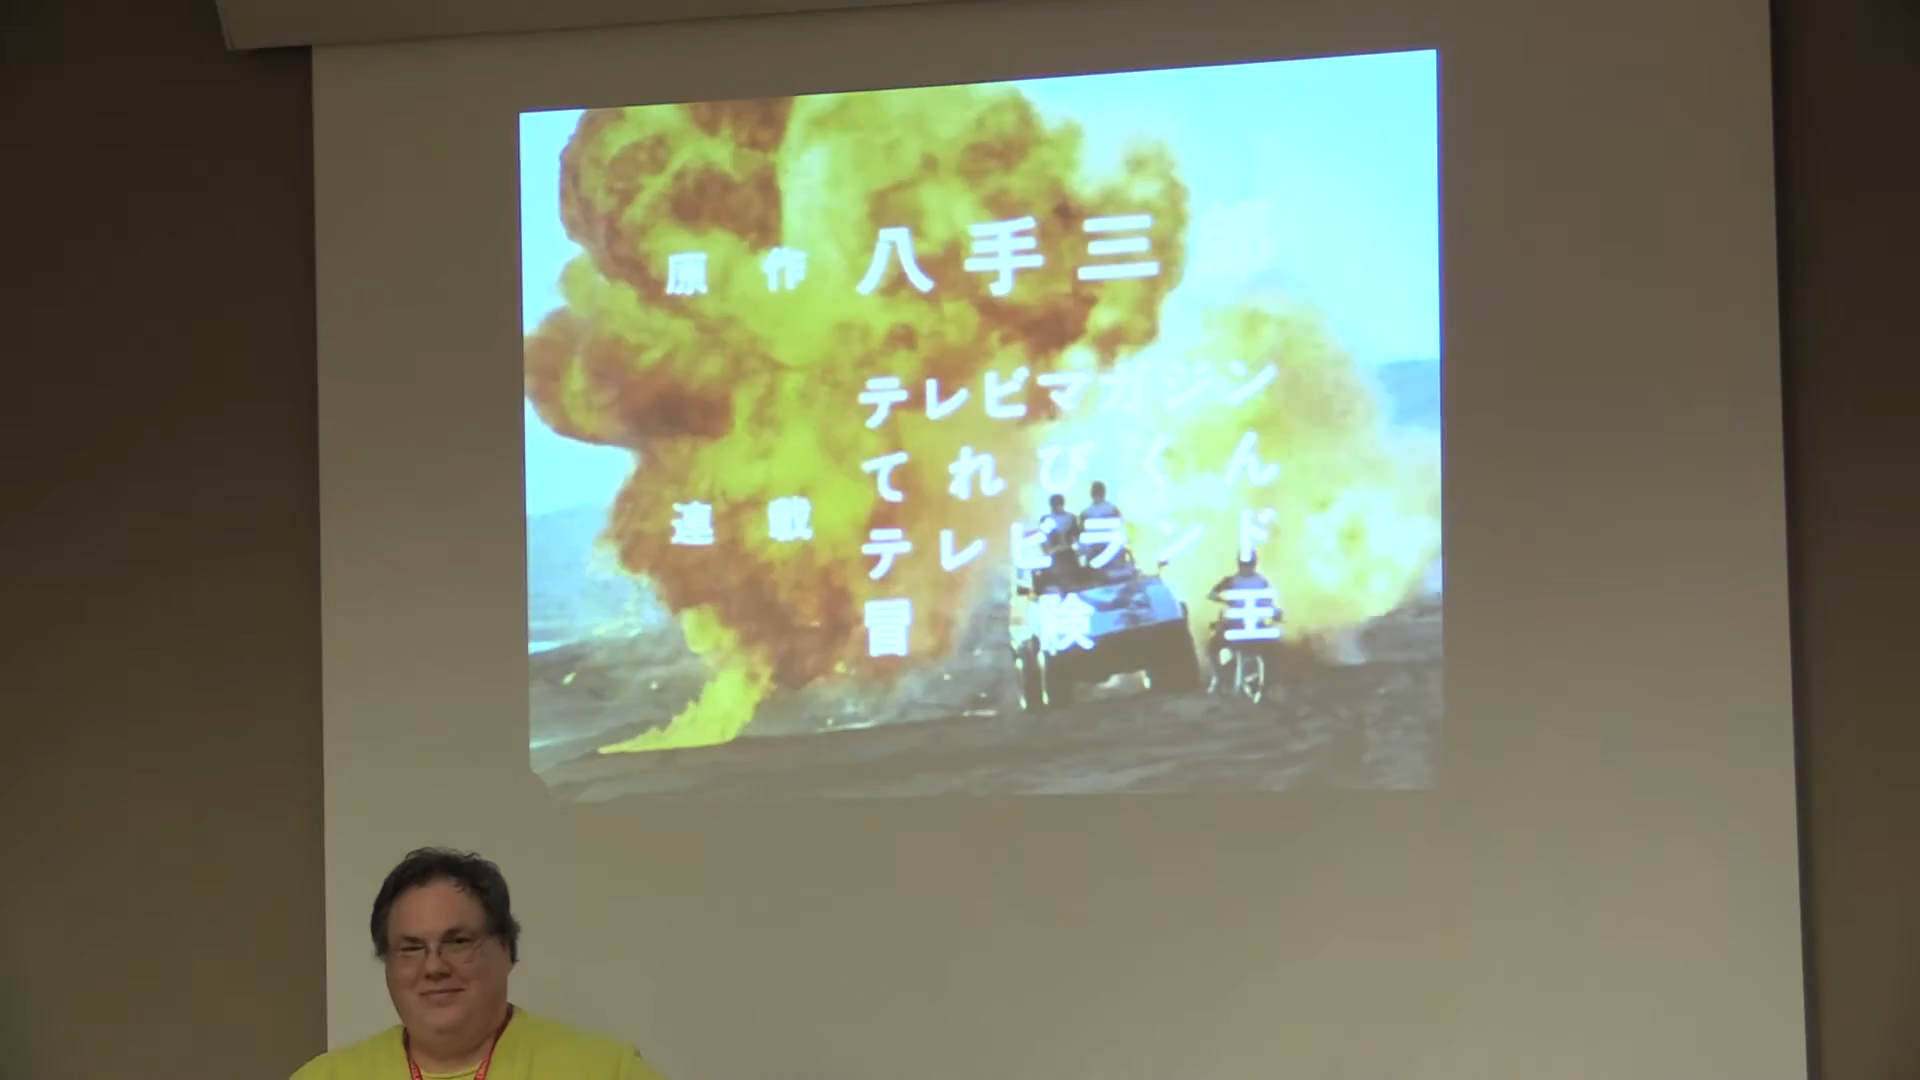 原作 八手三郎
テレビマガジン
てれびくん
連載
テレビランド
冒険王